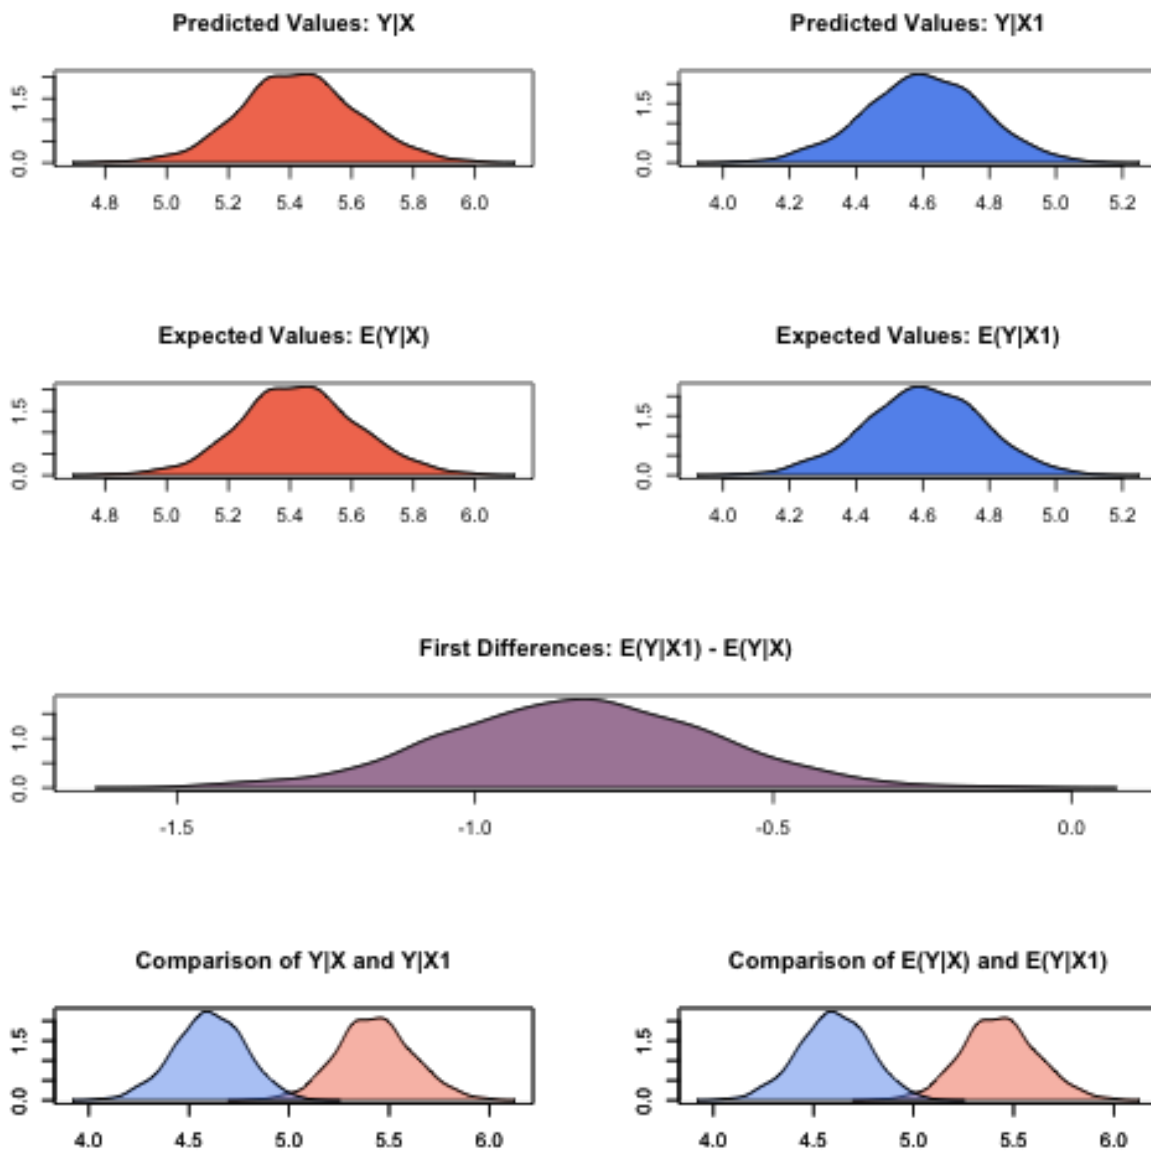 Predicted Values: Y|X
0.0 1.5
4.8 5.0 5.2 5.4 5.6 5.8 6.0
Predicted Values: Y|X1
0.0 1.5
4.0 4.2 4.4 4.6 4.8 5.0 5.2
Expected Values: E(Y|X)
0.0 1.5
4.8 5.0 5.2 5.4 5.6 5.8 6.0
Expected Values: E(Y|X1)
0.0 1.5
4.0 4.2 4.4 4.6 4.8 5.0 5.2
First Differences: E(Y|X1) - E(Y|X)
0.0 1.0
-1.5 -1.0 -0.5 0.0
Comparison of Y|X and Y|X1
0.0 1.5
4.0 4.5 5.0 5.5 6.0
Comparison of E(Y|X) and E(Y|X1)
0.0 1.5
4.0 4.5 5.0 5.5 6.0